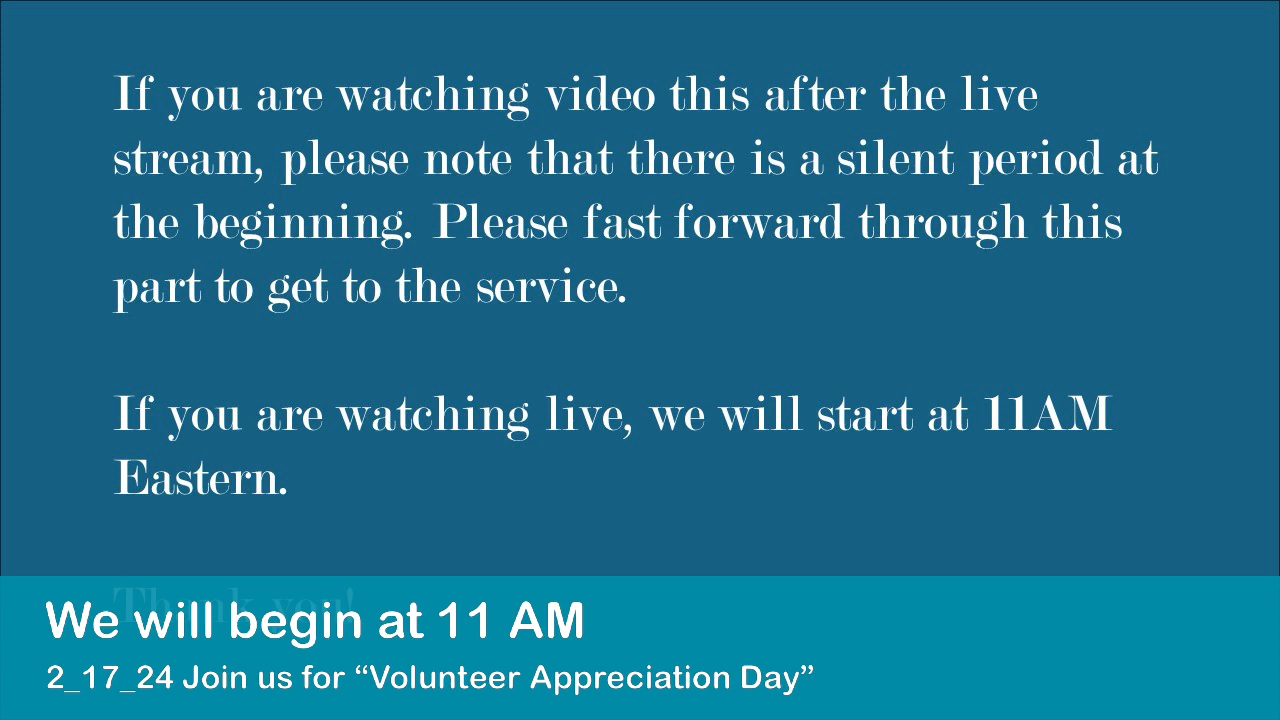 If you are watching video this after the live
stream, please note that there is a silent period at
the beginning. Please fast forward through this
part to get to the service.
If you are watching live, we will start at 11AM
Eastern.
Thank you!
We will begin at 11 AM
2_17_24 Join us for “Volunteer Appreciation Day”